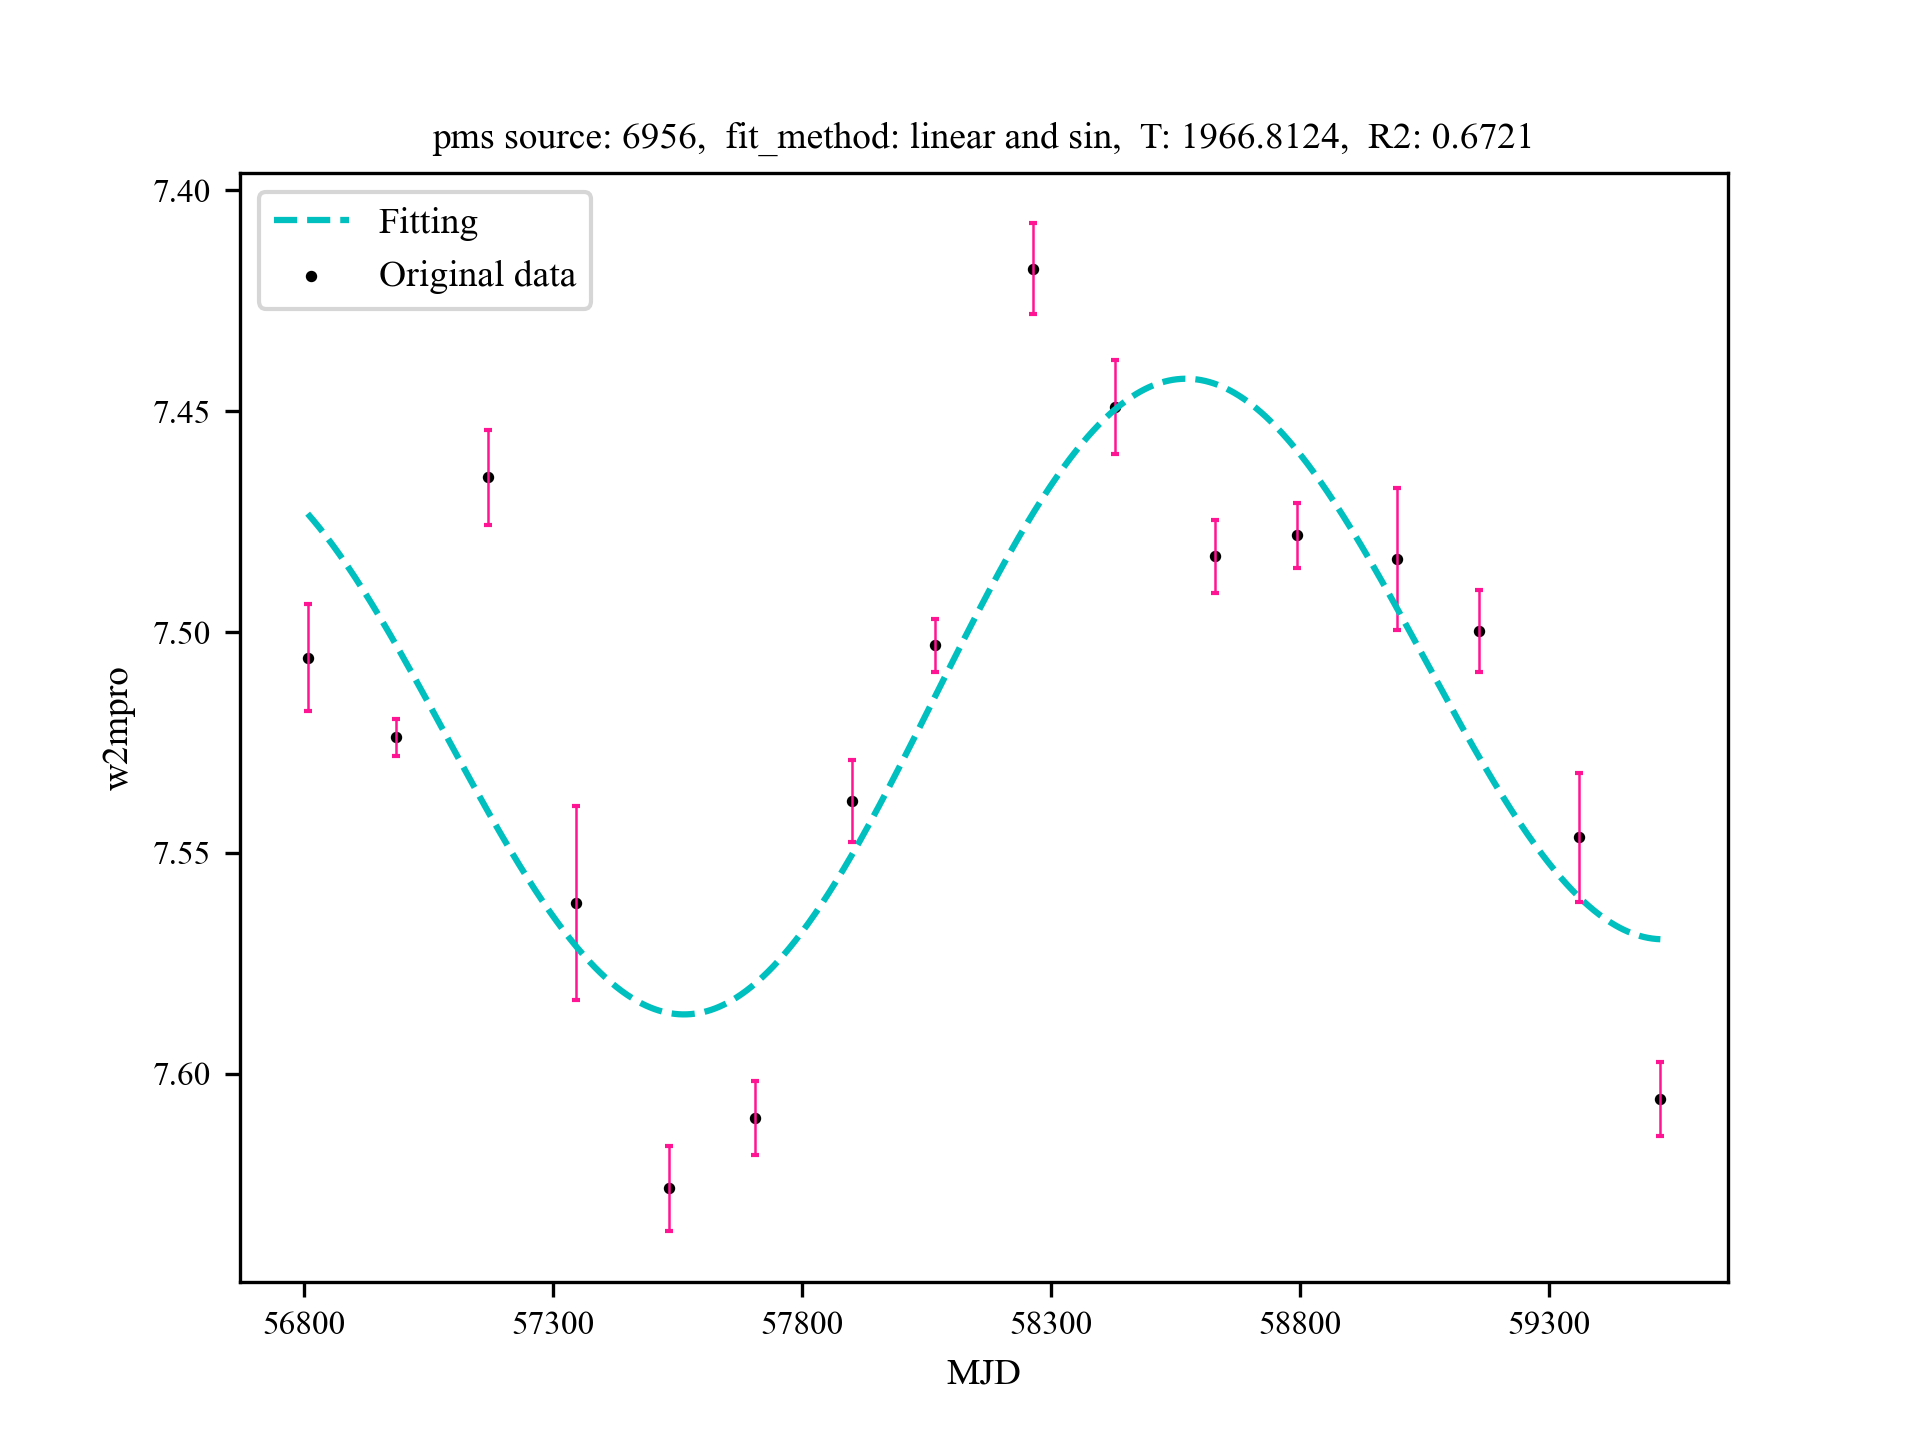 pms source: 6956,  fit_method: linear and sin,  T: 1966.8124,  R2: 0.6721
Fitting
Original data
7.40
7.45
7.50
7.55
7.60
w2mpro
56800 57300 57800 58300 58800 59300
MJD